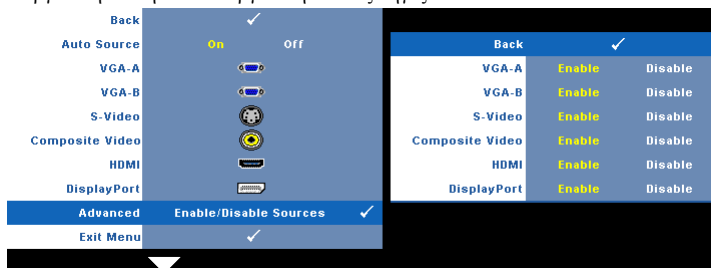 Back
Auto Source On Off
VGA-A
VGA-B
S-Video
Composite Video
HDMI
DisplayPort
Advanced Enable/Disable Sources
Exit Menu
Back
VGA-A Enable Disable
VGA-B Enable Disable
S-Video Enable Disable
Composite Video Enable Disable
HDMI Enable Disable
DisplayPort Enable Disable